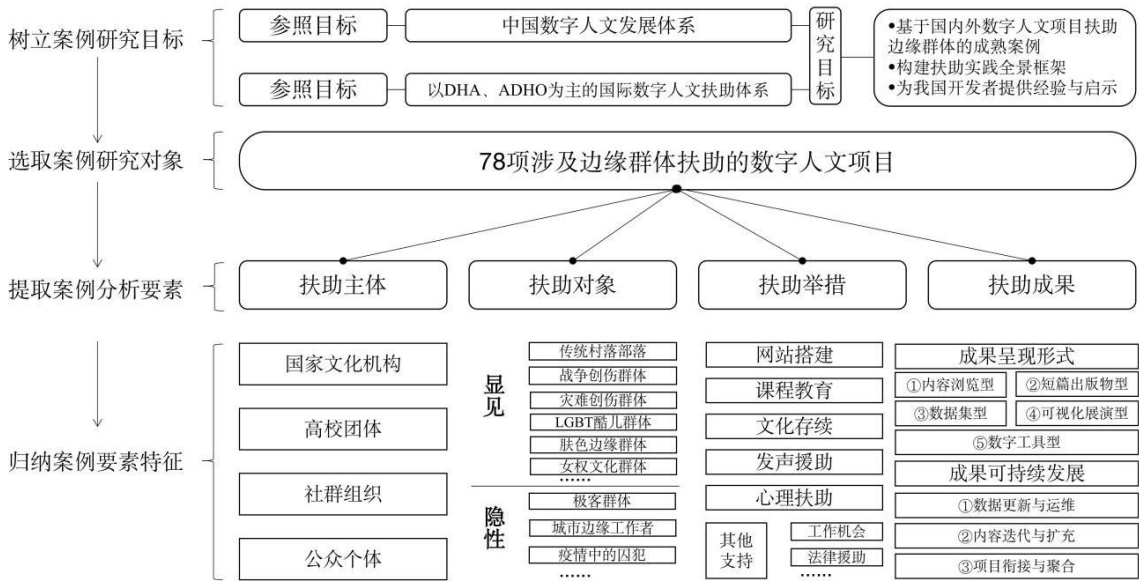 树立案例研究目标
参照目标
中国数字人文发展体系
参照目标
以DHA、ADHO为主的国际数字人文扶助体系
研究目标
•基于国内外数字人文项目扶助
边缘群体的成熟案例
•构建扶助实践全景框架
•为我国开发者提供经验与启示
选取案例研究对象
78项涉及边缘群体扶助的数字人文项目
提取案例分析要素
扶助主体
扶助对象
扶助举措
扶助成果
归纳案例要素特征
国家文化机构
高校团体
社群组织
公众个体
显见
传统村落部落
战争创伤群体
灾难创伤群体
LGBT酷儿群体
肤色边缘群体
女权文化群体
……
隐性
极客群体
城市边缘工作者
疫情中的囚犯
……
网站搭建
课程教育
文化存续
发声援助
心理扶助
其他
支持
工作机会
法律援助
……
成果呈现形式
①内容浏览型
②短篇出版物型
③数据集型
④可视化展演型
⑤数字工具型
成果可持续发展
①数据更新与运维
②内容迭代与扩充
③项目衔接与聚合